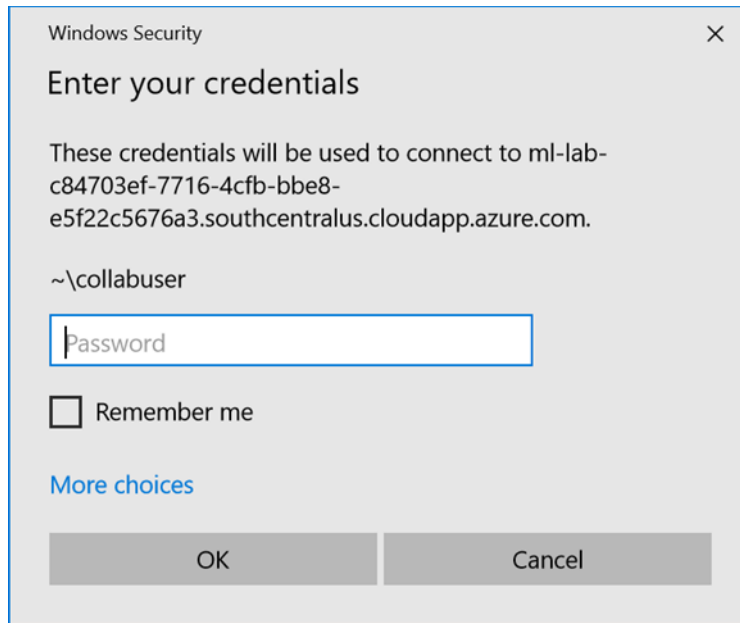 Windows Security
Enter your credentials
These credentials will be used to connect to ml-lab-
c84703ef-7716-4cfb-bbe8-
e5f22c5676a3.southcentralus.cloudapp.azure.com.
~\collabuser
Password
Remember me
More choices
OK
Cancel